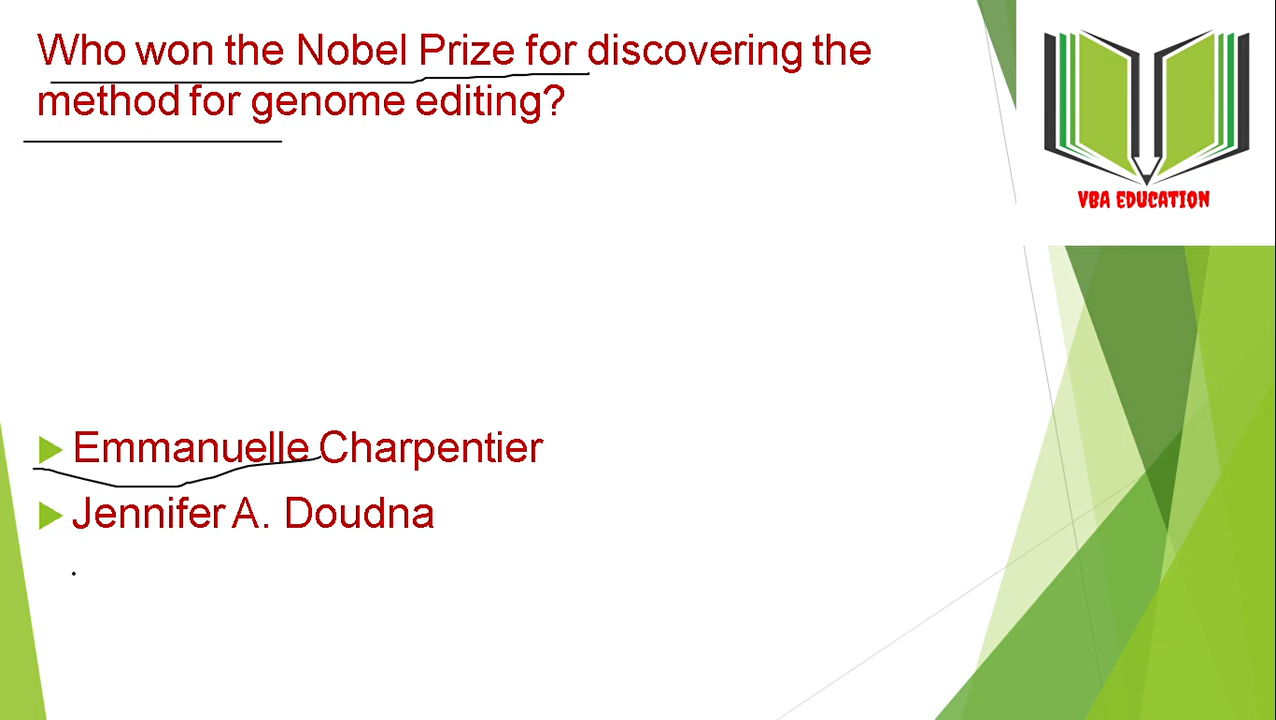 Who won the Nobel Prize for discovering the
method for genome editing?
VBA EDUCATION
Emmanuelle Charpentier
Jennifer A. Doudna